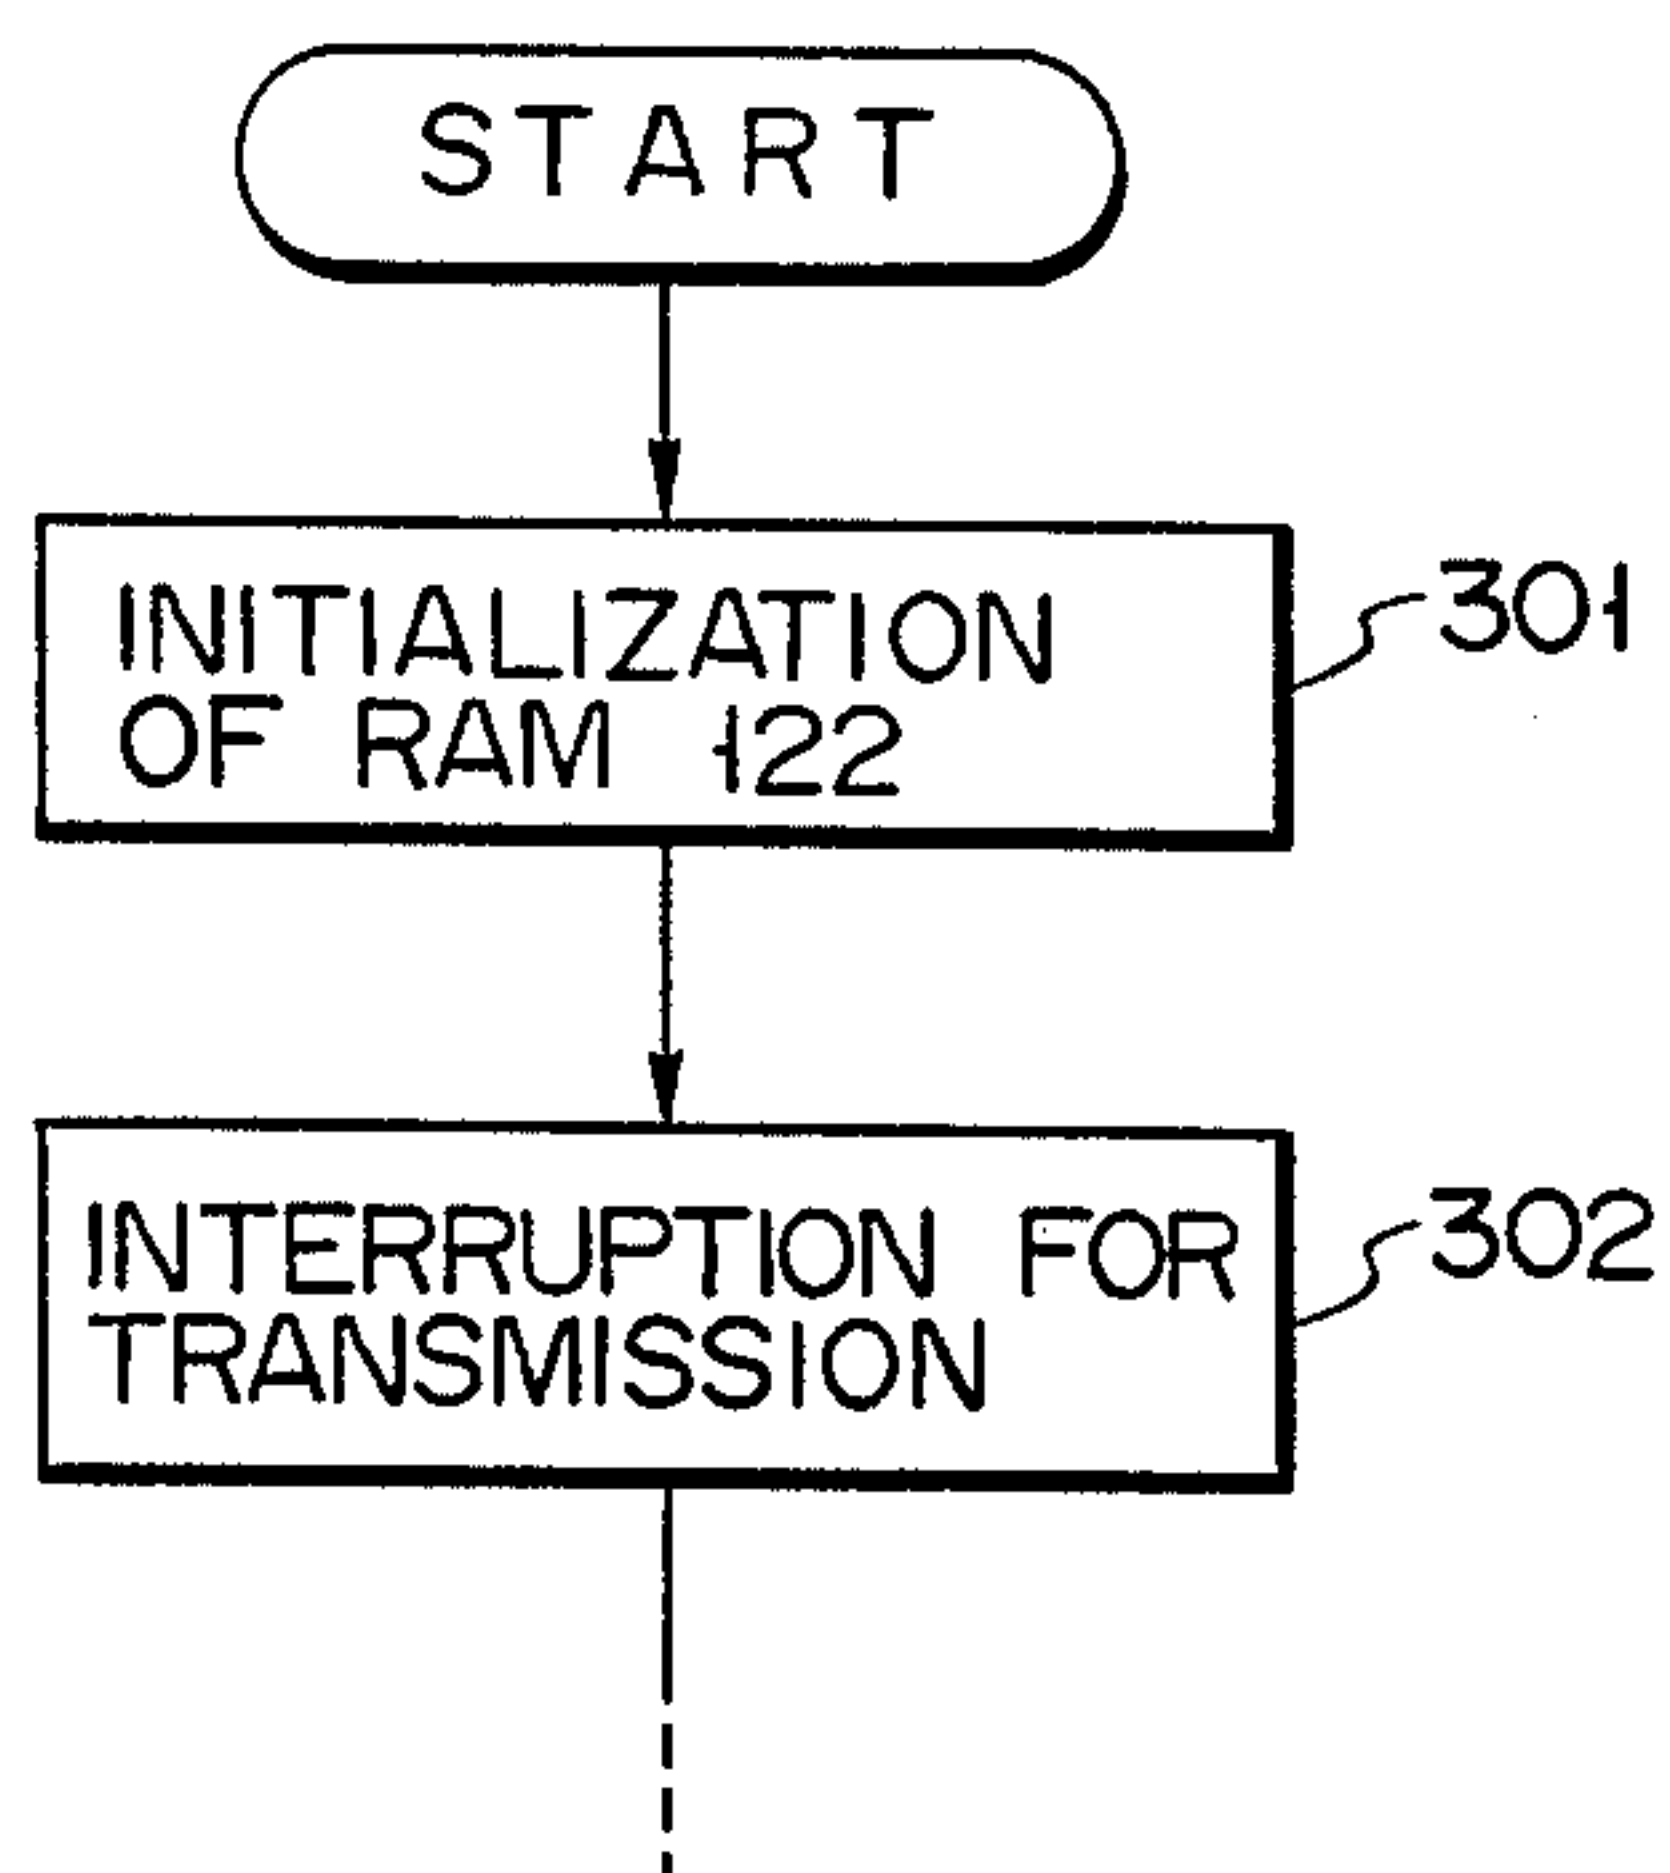 START
INITIALIZATION
OF RAM 122
301
INTERRUPTION FOR
TRANSMISSION
302